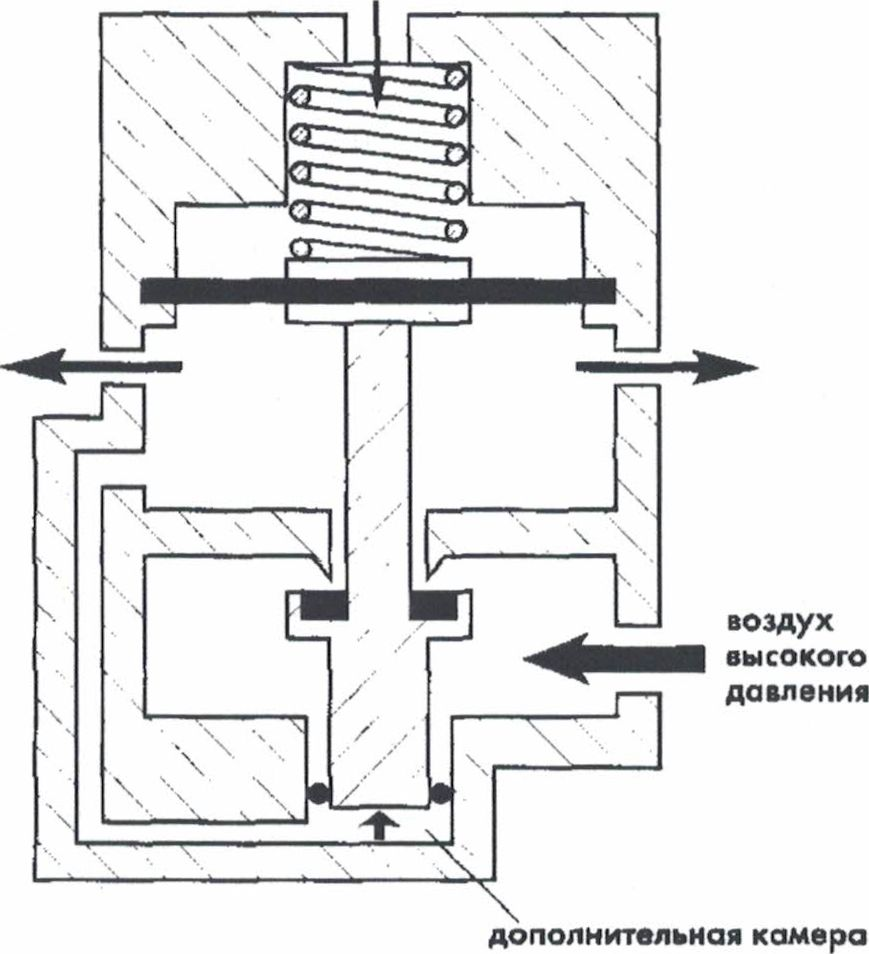 воздух
высокого
давления
дополнительная камера